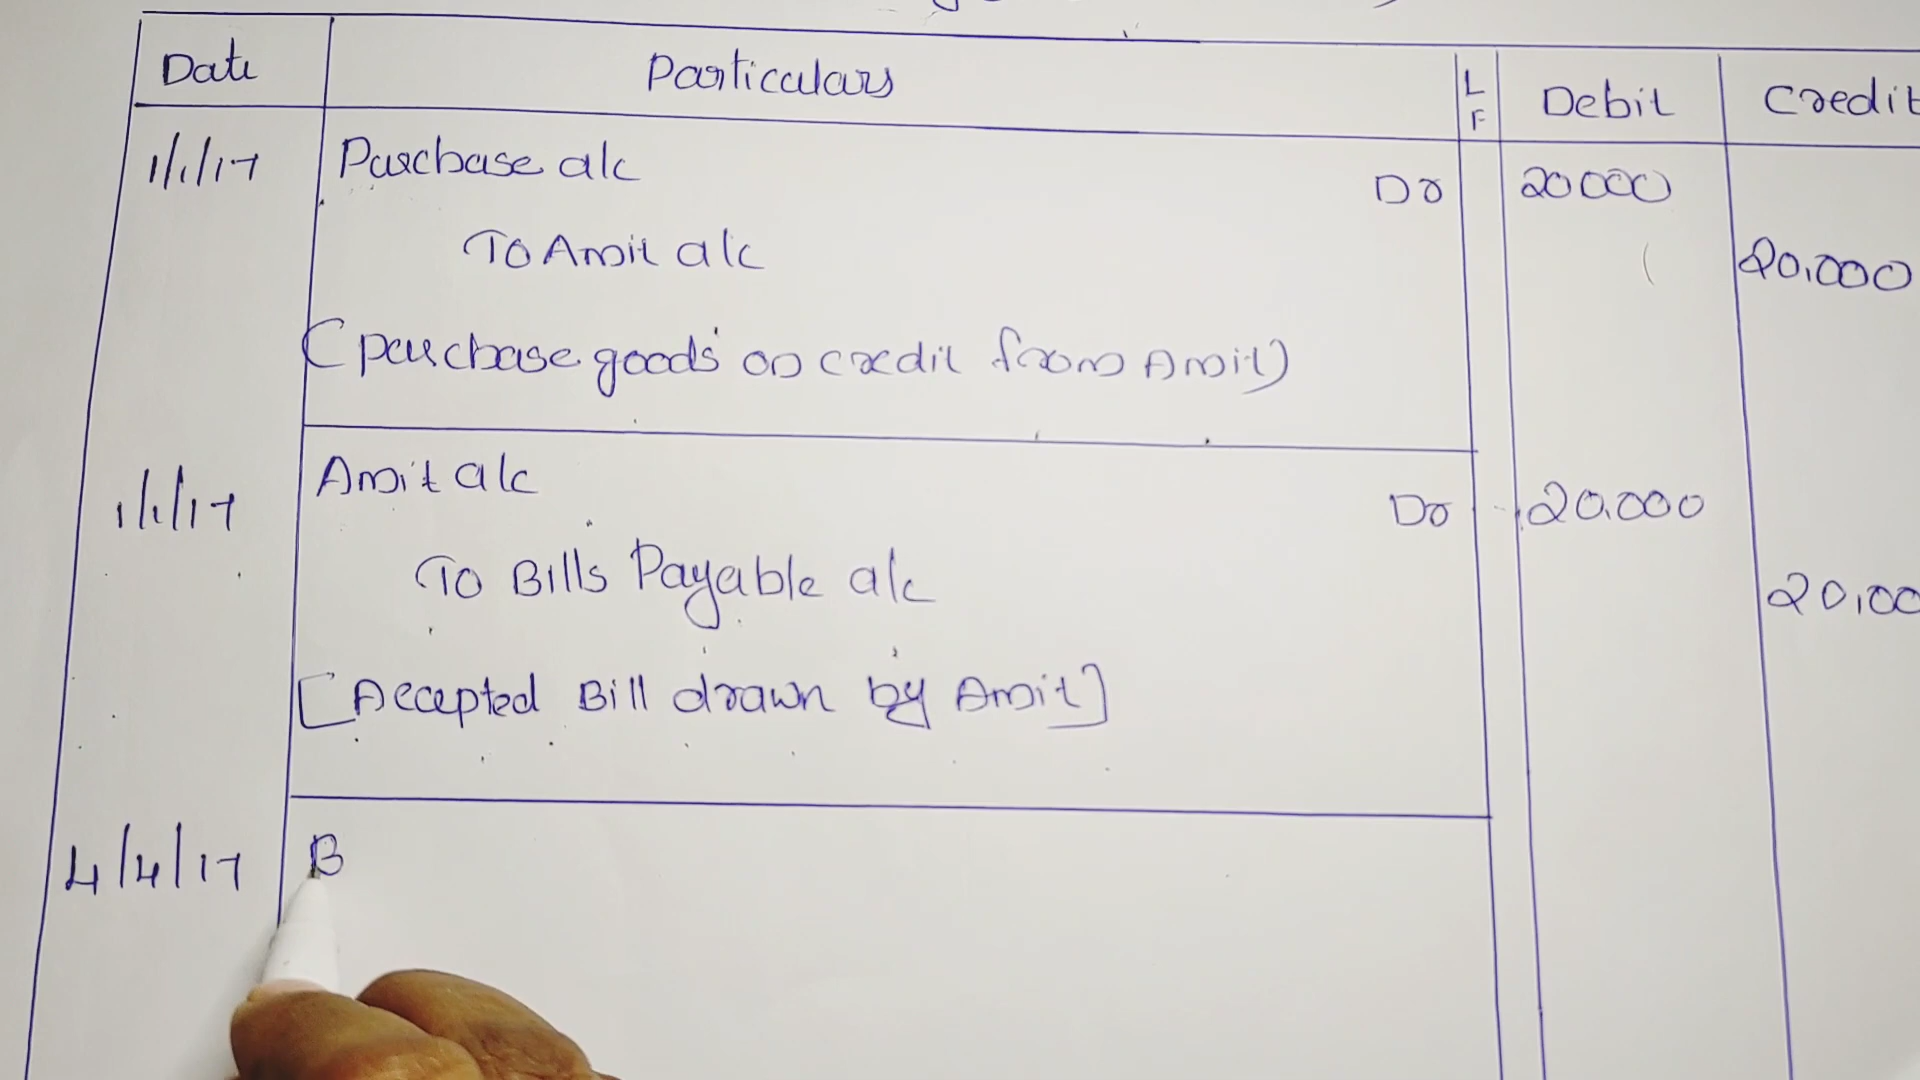 Date Particulars L F Debit Credit
1/1/17 Purchase a/c Dr 20000
To Amit a/c 20,000
(purchase goods on credit from Amit)
1/1/17 Amit a/c Dr 20,000
To Bills Payable a/c 20,00
[Accepted Bill drawn by Amit]
4/4/17 B